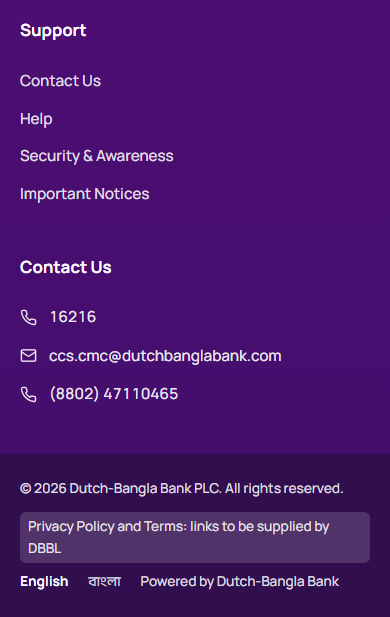 Support
Contact Us
Help
Security & Awareness
Important Notices
Contact Us
16216
ccs.cmc@dutchbanglabank.com
(8802) 47110465
© 2026 Dutch-Bangla Bank PLC. All rights reserved.
Privacy Policy and Terms: links to be supplied by
DBBL
English বাংলা Powered by Dutch-Bangla Bank